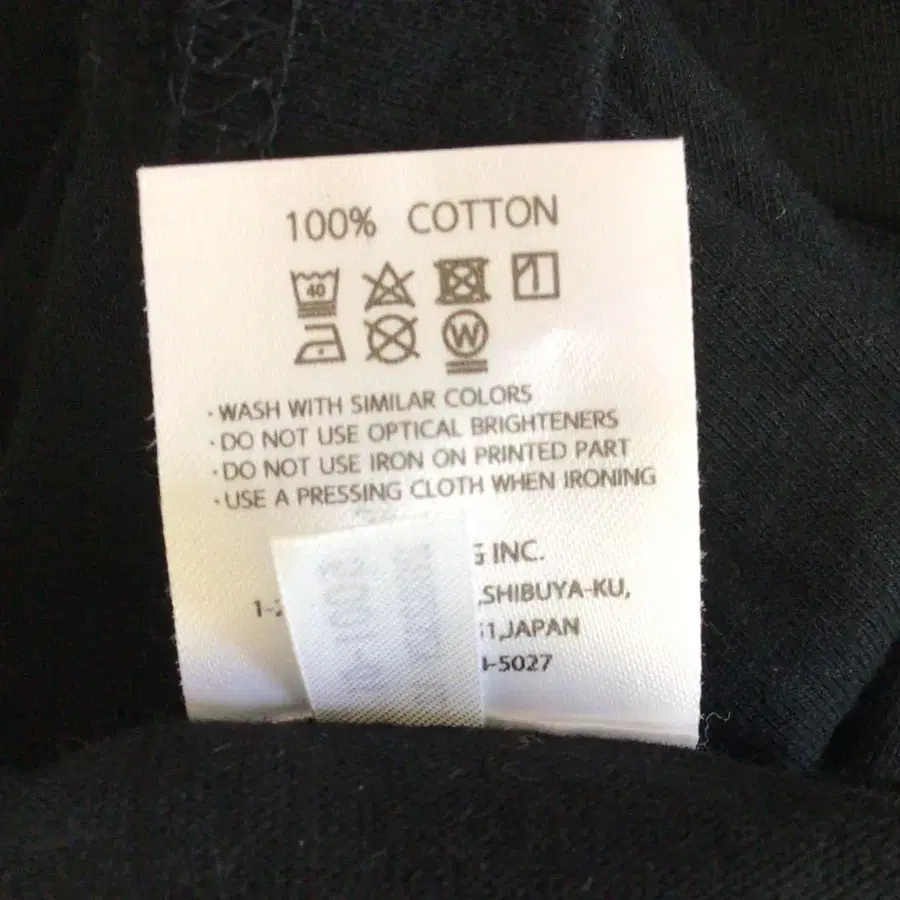 100% COTTON
40
W
· WASH WITH SIMILAR COLORS
· DO NOT USE OPTICAL BRIGHTENERS
· DO NOT USE IRON ON PRINTED PART
· USE A PRESSING CLOTH WHEN IRONING
INC.
,SHIBUYA-KU,
,JAPAN
-5027